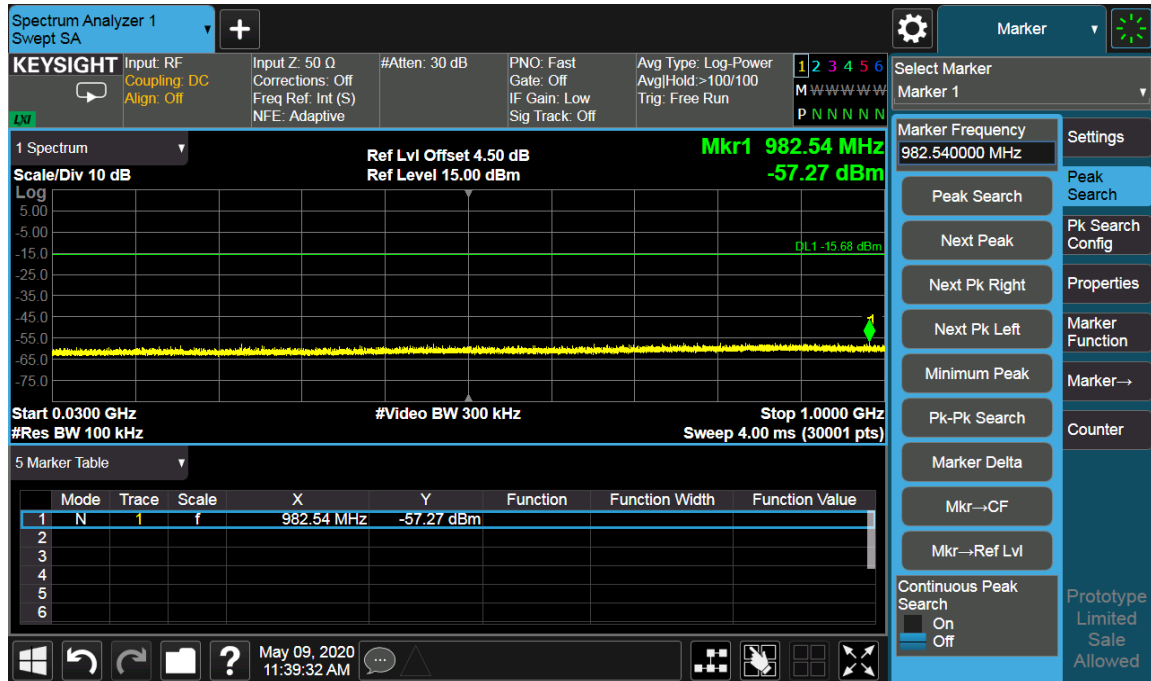 Spectrum Analyzer 1
Swept SA
+
Marker
KEYSIGHT
LXI
Input: RF
Coupling: DC
Align: Off
Input Z: 50 Ω
Corrections: Off
Freq Ref: Int (S)
NFE: Adaptive
#Atten: 30 dB
PNO: Fast
Gate: Off
IF Gain: Low
Sig Track: Off
Avg Type: Log-Power
Avg|Hold:>100/100
Trig: Free Run
1 2 3 4 5 6
M W W W W W
P N N N N N
Select Marker
Marker 1
1 Spectrum
Scale/Div 10 dB
Ref Lvl Offset 4.50 dB
Ref Level 15.00 dBm
Mkr1 982.54 MHz
-57.27 dBm
Log
5.00
-5.00
-15.0
-25.0
-35.0
-45.0
-55.0
-65.0
-75.0
DL1 -15.68 dBm
1
Start 0.0300 GHz
#Res BW 100 kHz
#Video BW 300 kHz
Stop 1.0000 GHz
Sweep 4.00 ms (30001 pts)
5 Marker Table
Mode Trace Scale X Y Function Function Width Function Value
1 N 1 f 982.54 MHz -57.27 dBm
2
3
4
5
6
Marker Frequency
982.540000 MHz
Peak Search
Next Peak
Next Pk Right
Next Pk Left
Minimum Peak
Pk-Pk Search
Marker Delta
Mkr→CF
Mkr→Ref Lvl
Continuous Peak
Search
On
Off
Settings
Peak
Search
Pk Search
Config
Properties
Marker
Function
Marker→
Counter
Prototype
Limited
Sale
Allowed
?
May 09, 2020
11:39:32 AM